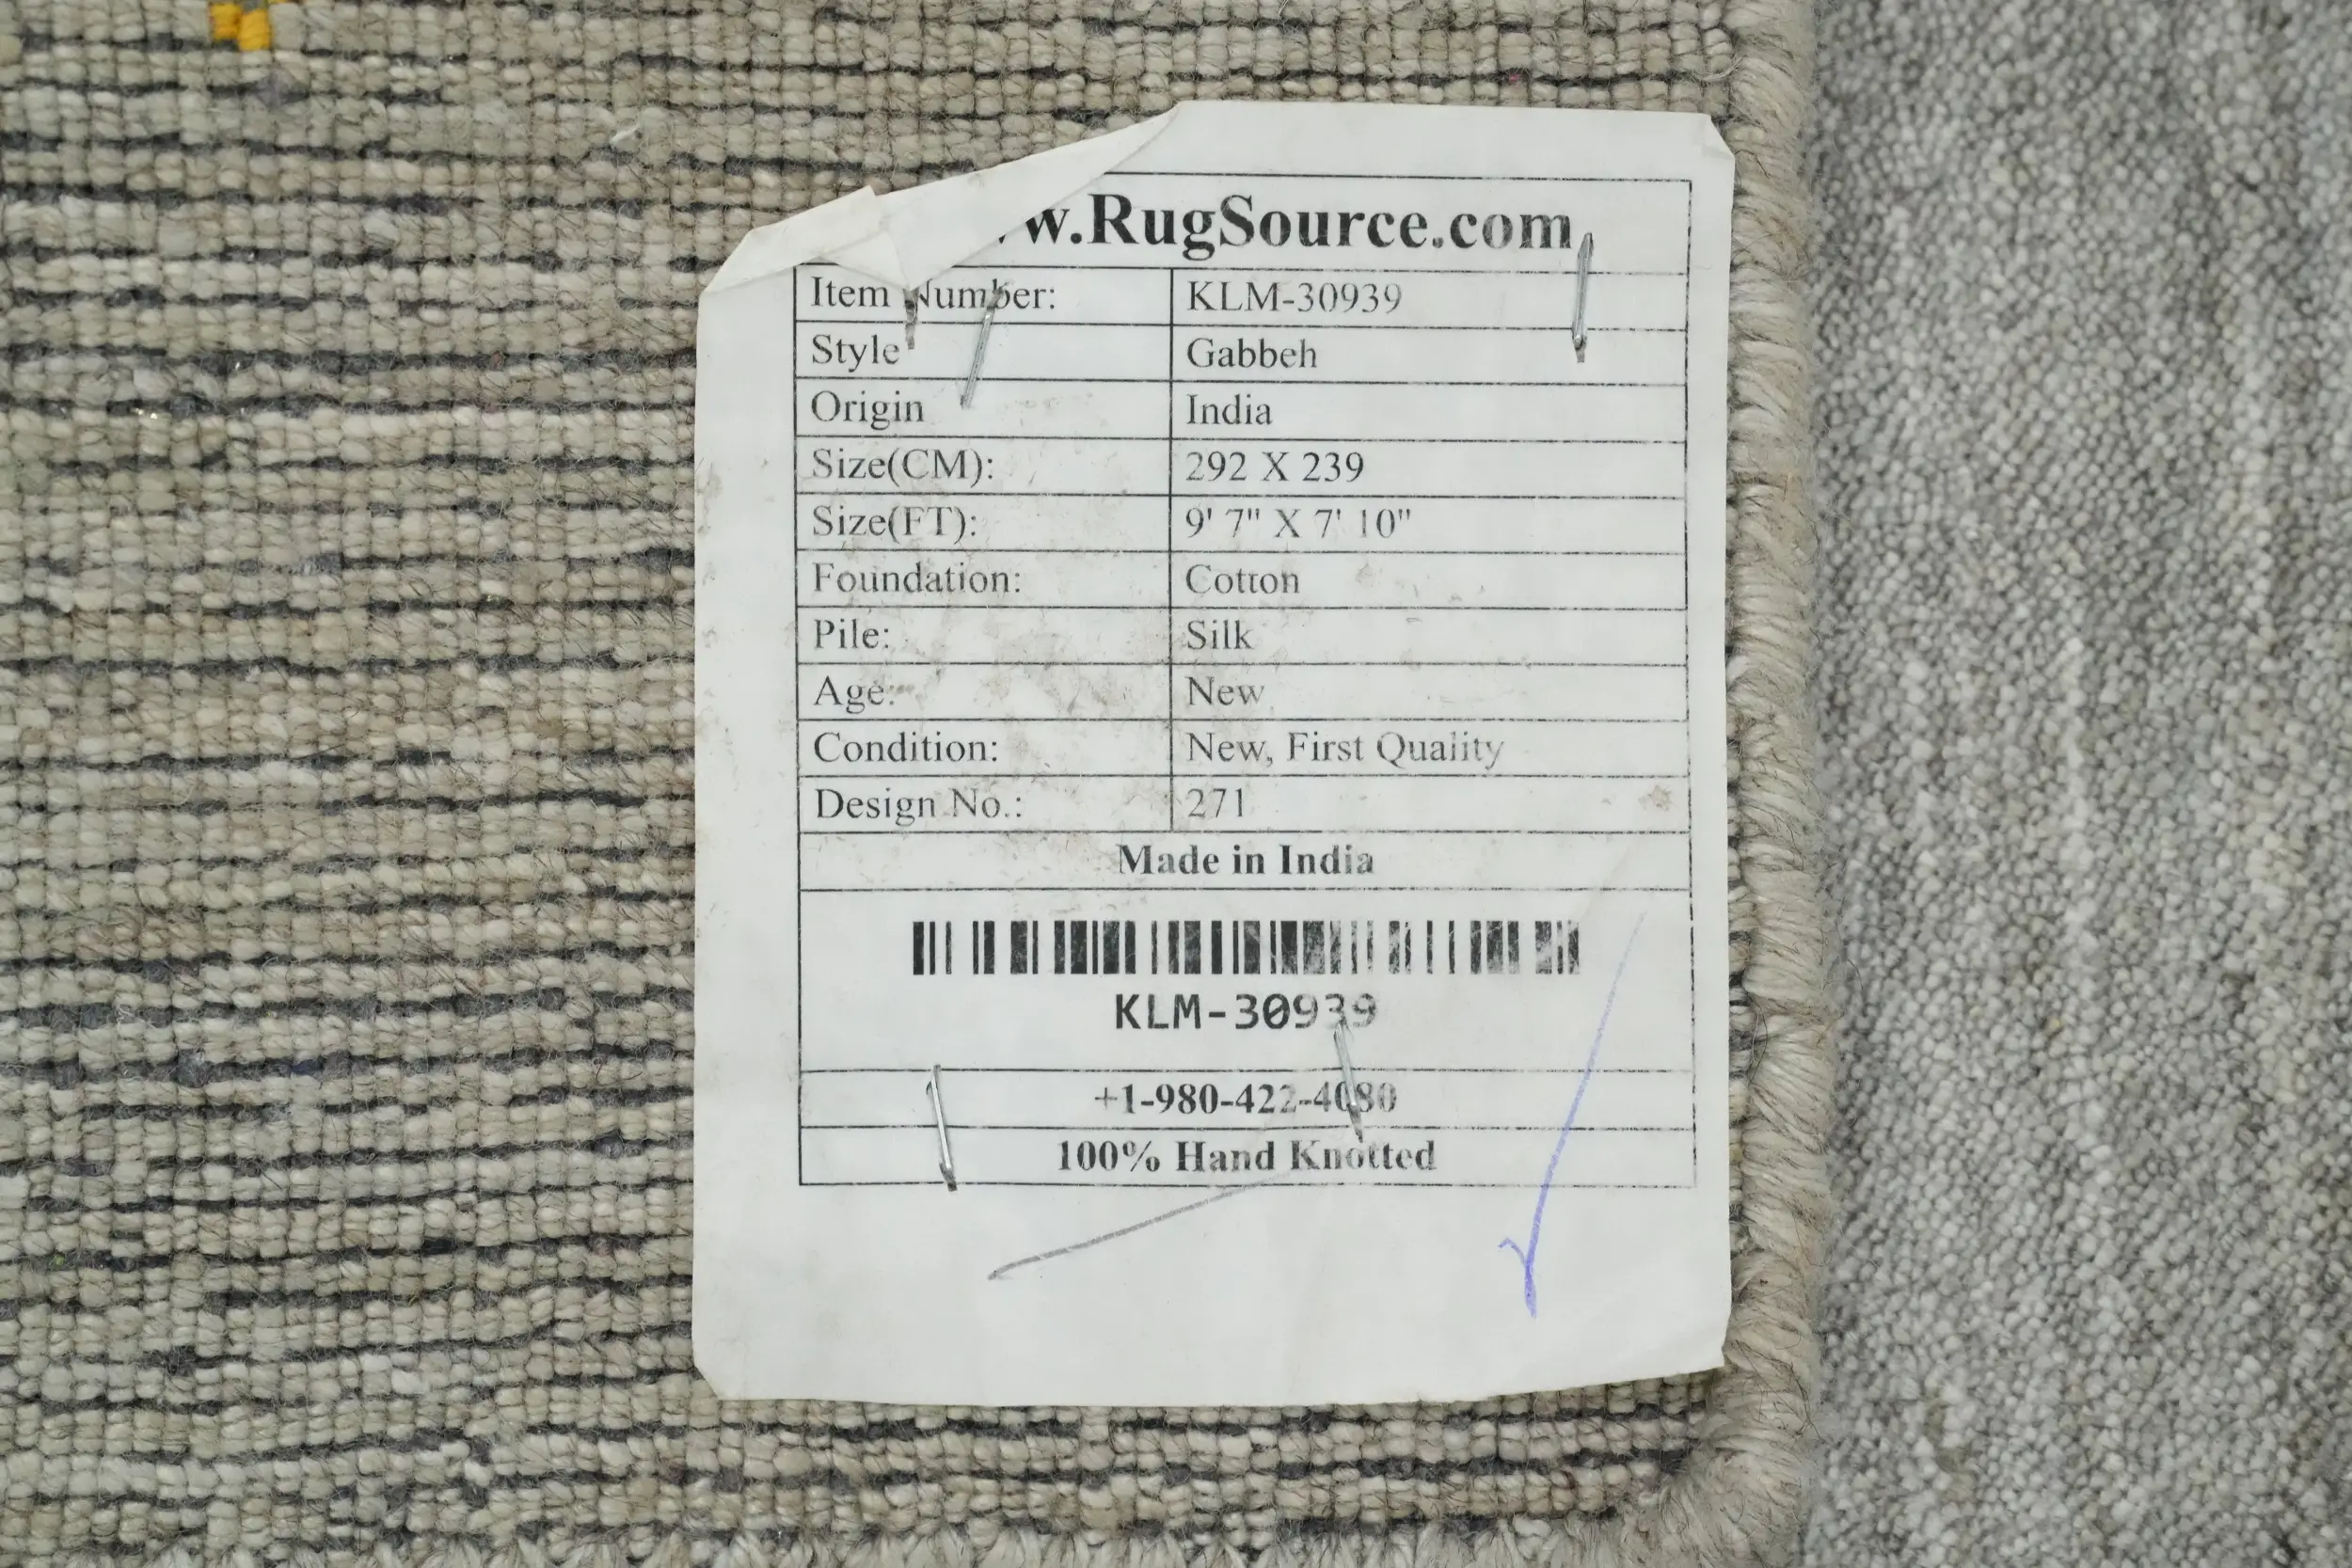 w.RugSource.com
Item Number: KLM-30939
Style Gabbeh
Origin India
Size(CM): 292 X 239
Size(FT): 9' 7" X 7' 10"
Foundation: Cotton
Pile: Silk
Age: New
Condition: New, First Quality
Design No.: 271
Made in India
KLM-30939
+1-980-422-4080
100% Hand Knotted